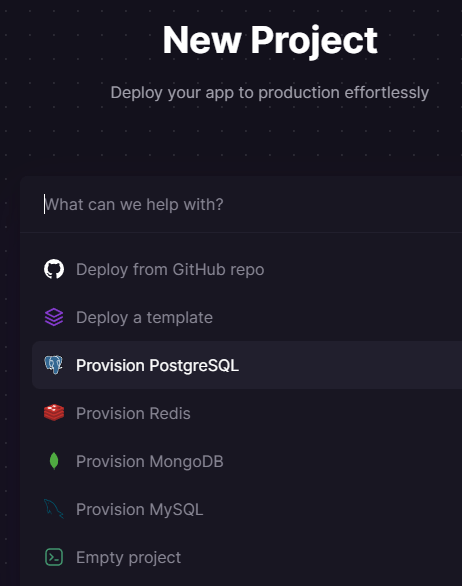 New Project
Deploy your app to production effortlessly
What can we help with?
Deploy from GitHub repo
Deploy a template
Provision PostgreSQL
Provision Redis
Provision MongoDB
Provision MySQL
Empty project